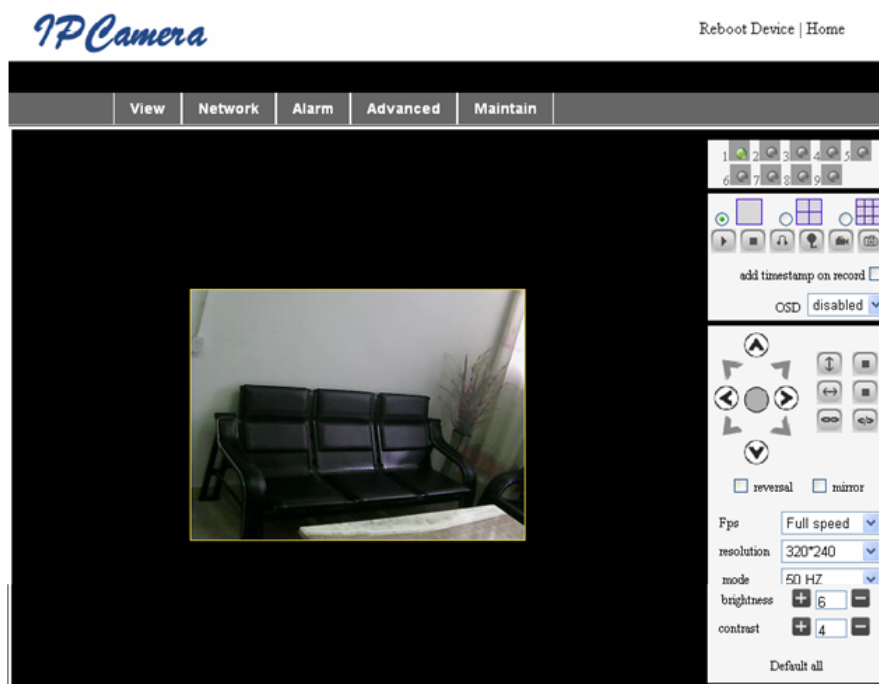 IPCamera
Reboot Device | Home
View Network Alarm Advanced Maintain
1 2 3 4 5
6 7 8 9
add timestamp on record
OSD disabled
reversal mirror
Fps Full speed
resolution 320*240
mode 50 HZ
brightness 6
contrast 4
Default all